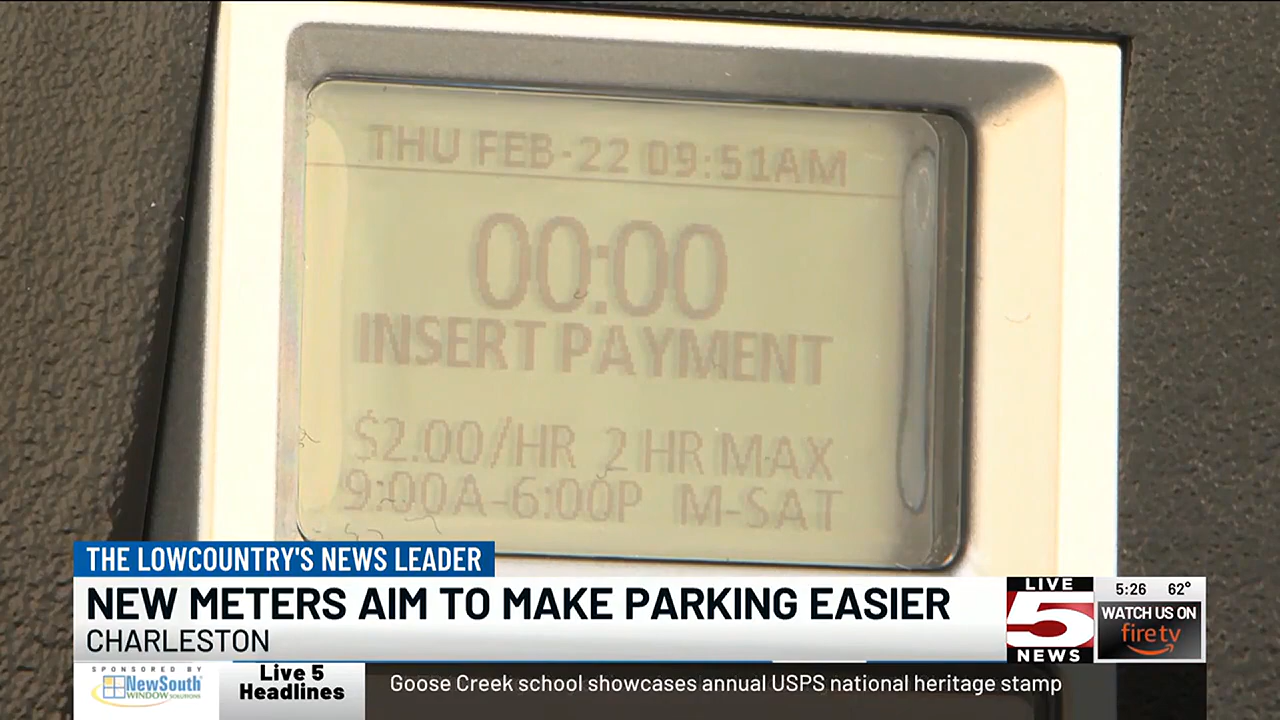 THU FEB-22 09:51AM
00:00
INSERT PAYMENT
$2.00/HR 2 HR MAX
9:00A-6:00P M-SAT
THE LOWCOUNTRY'S NEWS LEADER
NEW METERS AIM TO MAKE PARKING EASIER
CHARLESTON
LIVE
5
NEWS
5:26 62°
WATCH US ON
fire tv
SPONSORED BY
NewSouth
WINDOW SOLUTIONS
Live 5
Headlines
Goose Creek school showcases annual USPS national heritage stamp